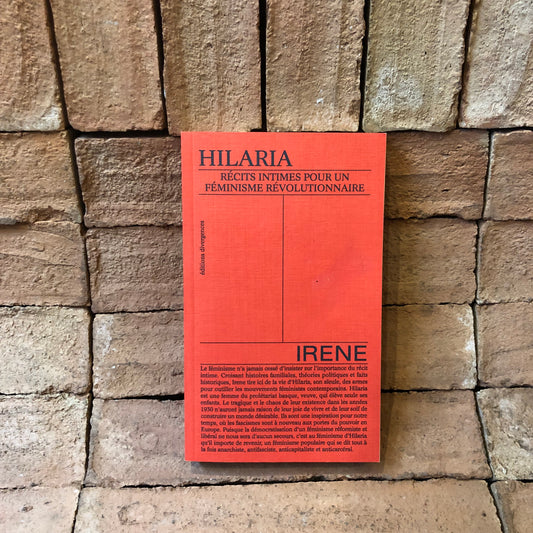 HILARIA
RÉCITS INTIMES POUR UN
FÉMINISME RÉVOLUTIONNAIRE
éditions divergences
IRENE
Le féminisme n'a jamais cessé d'insister sur l'importance du récit
intime. Croisant histoires familiales, théories politiques et faits
historiques, Irene tire ici de la vie d'Hilaria, son aïeule, des armes
pour outiller les mouvements féministes contemporains. Hilaria
est une femme du prolétariat basque, veuve, qui élève seule ses
enfants. Le tragique et le chaos de leur existence dans les années
1930 n'auront jamais raison de leur joie de vivre et de leur soif de
construire un monde désirable. Ils sont une inspiration pour notre
temps, où les fascismes sont à nouveau aux portes du pouvoir en
Europe. Puisque la démocratisation d'un féminisme réformiste et
libéral ne nous sera d'aucun secours, c'est au féminisme d'Hilaria
qu'il importe de revenir, un féminisme populaire qui se dit tout à
la fois anarchiste, antifasciste, anticapitaliste et anticarcéral.